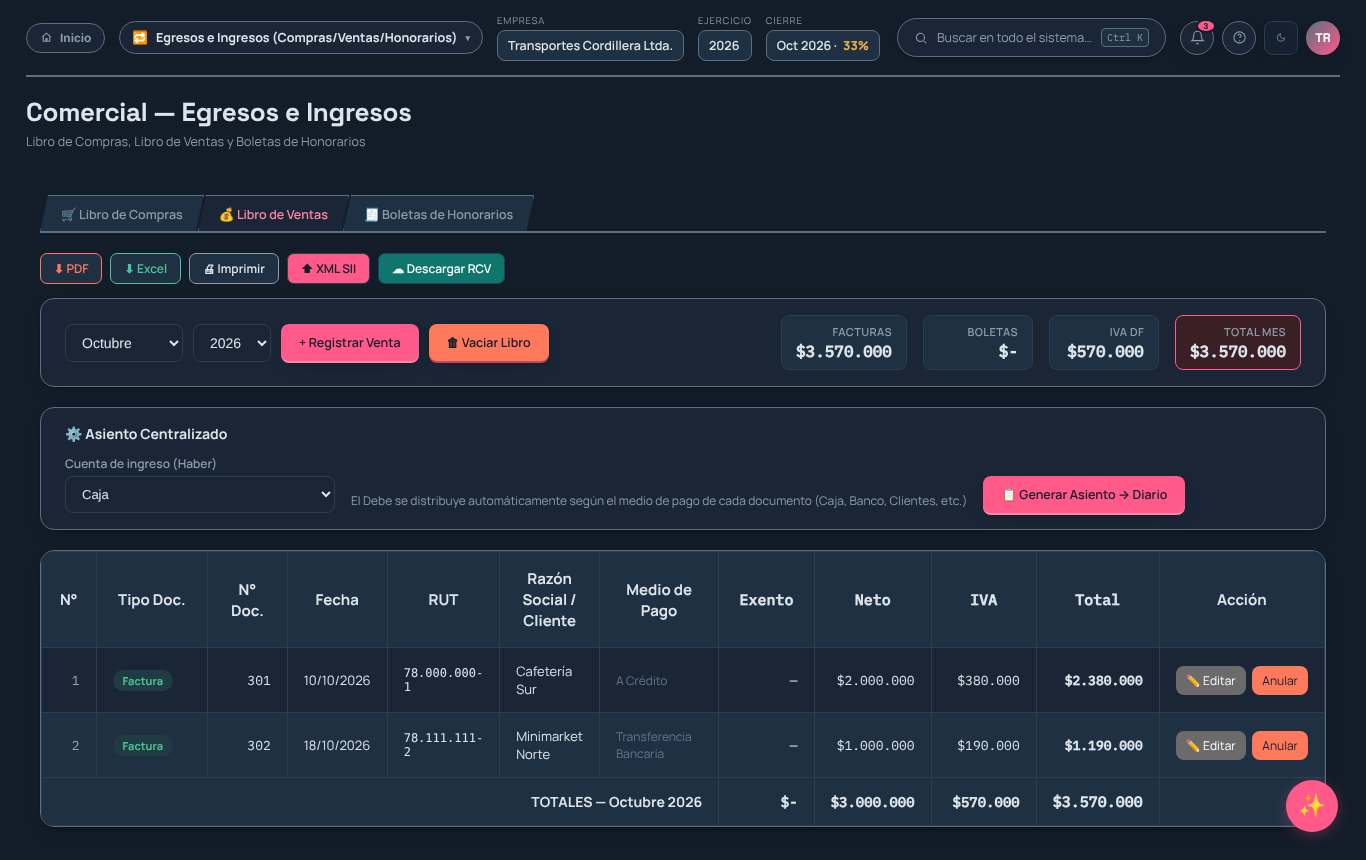 Inicio
Egresos e Ingresos (Compras/Ventas/Honorarios)
EMPRESA
Transportes Cordillera Ltda.
EJERCICIO
2026
CIERRE
Oct 2026 · 33%
Buscar en todo el sistema... Ctrl K
3
TR
Comercial — Egresos e Ingresos
Libro de Compras, Libro de Ventas y Boletas de Honorarios
Libro de Compras
Libro de Ventas
Boletas de Honorarios
PDF
Excel
Imprimir
XML SII
Descargar RCV
Octubre
2026
+ Registrar Venta
Vaciar Libro
FACTURAS
$3.570.000
BOLETAS
$-
IVA DF
$570.000
TOTAL MES
$3.570.000
Asiento Centralizado
Cuenta de ingreso (Haber)
Caja
El Debe se distribuye automáticamente según el medio de pago de cada documento (Caja, Banco, Clientes, etc.)
Generar Asiento → Diario
N° Tipo Doc. N° Doc. Fecha RUT Razón Social / Cliente Medio de Pago Exento Neto IVA Total Acción
1 Factura 301 10/10/2026 78.000.000-1 Cafetería Sur A Crédito — $2.000.000 $380.000 $2.380.000 Editar Anular
2 Factura 302 18/10/2026 78.111.111-2 Minimarket Norte Transferencia Bancaria — $1.000.000 $190.000 $1.190.000 Editar Anular
TOTALES — Octubre 2026 $- $3.000.000 $570.000 $3.570.000